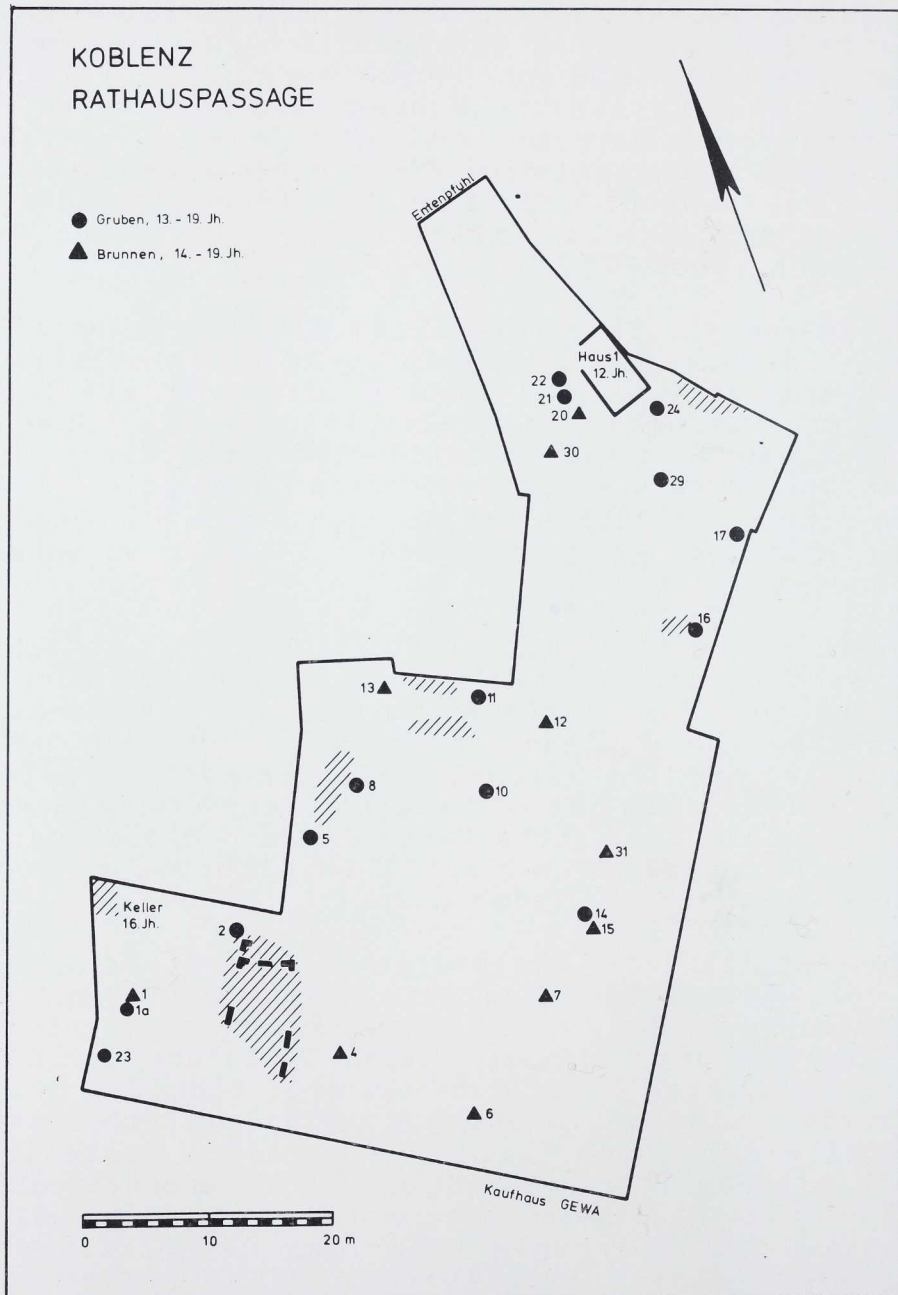 KOBLENZ
RATHAUSPASSAGE
Gruben, 13.- 19. Jh.
Brunnen, 14.- 19. Jh.
Entenpfuhl
Haus 1
12. Jh.
22
21
20
24
30
29
17
16
13
11
12
8
10
5
31
Keller
16. Jh.
2
14
15
1
1a
7
23
4
6
Kaufhaus GEWA
0 10 20 m